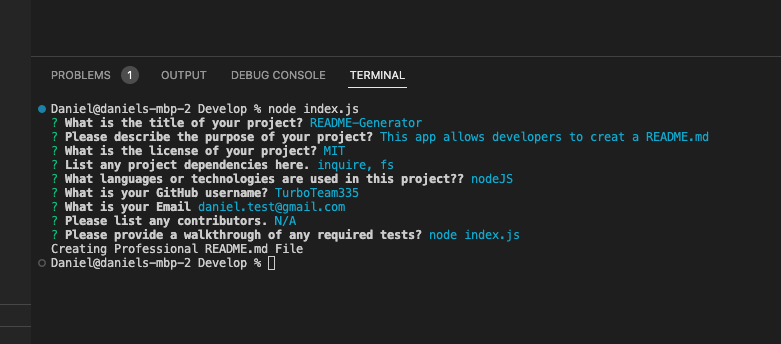 PROBLEMS 1 OUTPUT DEBUG CONSOLE TERMINAL
Daniel@daniels-mbp-2 Develop % node index.js
? What is the title of your project? README-Generator
? Please describe the purpose of your project? This app allows developers to creat a README.md
? What is the license of your project? MIT
? List any project dependencies here. inquire, fs
? What languages or technologies are used in this project?? nodeJS
? What is your GitHub username? TurboTeam335
? What is your Email daniel.test@gmail.com
? Please list any contributors. N/A
? Please provide a walkthrough of any required tests? node index.js
Creating Professional README.md File
Daniel@daniels-mbp-2 Develop %